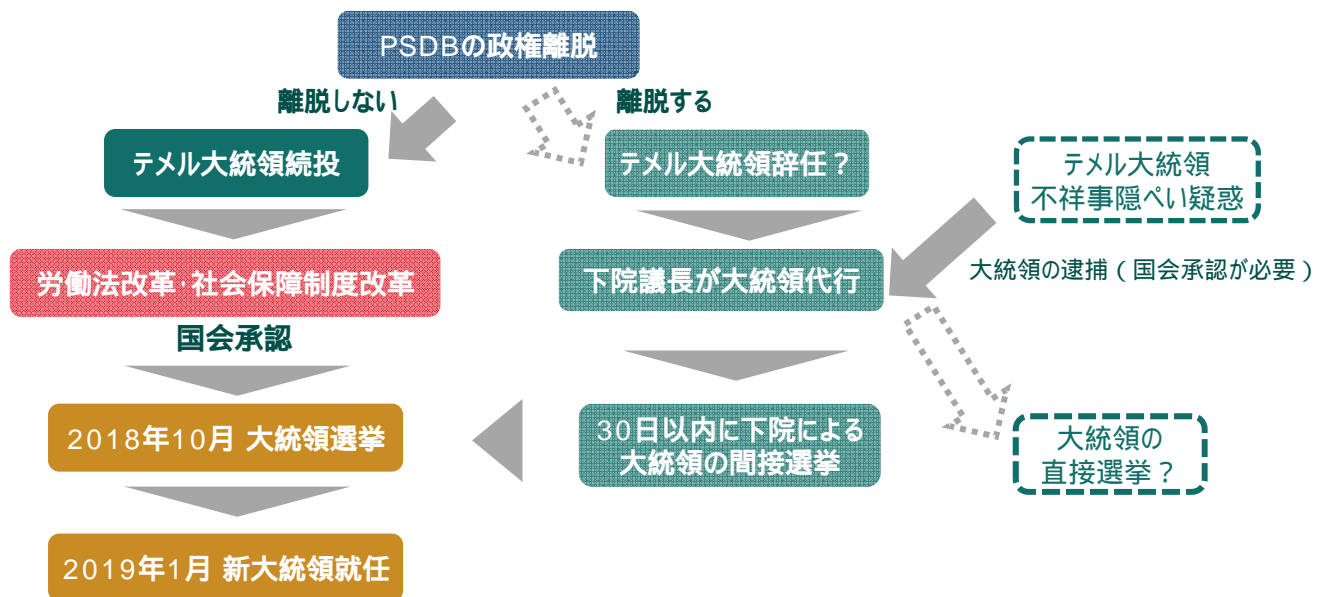 PSDBの政権離脱
離脱しない
離脱する
テメル大統領続投
テメル大統領辞任？
テメル大統領
不祥事隠ぺい疑惑
労働法改革･社会保障制度改革
下院議長が大統領代行
大統領の逮捕（国会承認が必要）
国会承認
2018年10月 大統領選挙
30日以内に下院による
大統領の間接選挙
大統領の
直接選挙？
2019年1月 新大統領就任